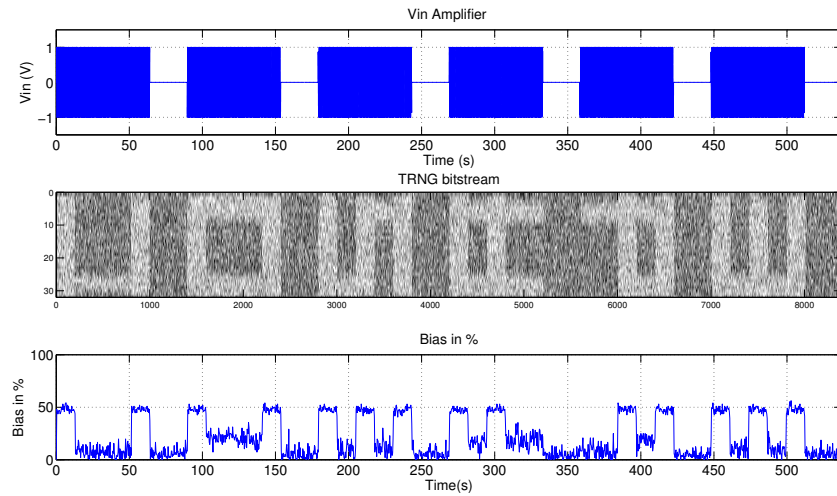 Vin Amplifier
1
0
−1
Vin (V)
0 50 100 150 200 250 300 350 400 450 500
Time (s)
TRNG bitstream
0
10
20
30
0 1000 2000 3000 4000 5000 6000 7000 8000
Bias in %
100
50
0
Bias in %
0 50 100 150 200 250 300 350 400 450 500
Time(s)